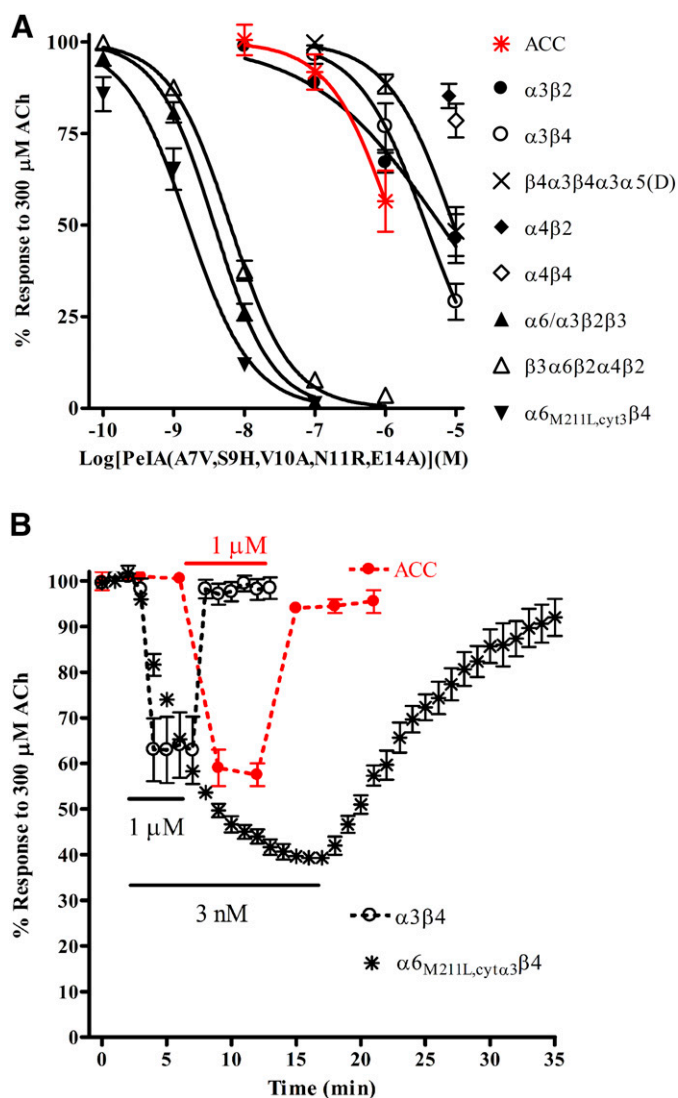 A
100
75
50
25
0
-10 -9 -8 -7 -6 -5
% Response to 300 μM ACh
Log[PeIA(A7V,S9H,V10A,N11R,E14A)](M)
ACC
α3β2
α3β4
β4α3β4α3α5(D)
α4β2
α4β4
α6/α3β2β3
β3α6β2α4β2
α6M211L,cyt3β4
B
1 μM
ACC
100
90
80
70
60
50
40
30
20
10
0
% Response to 300 μM ACh
1 μM
3 nM
α3β4
α6M211L,cytα3β4
0 5 10 15 20 25 30 35
Time (min)